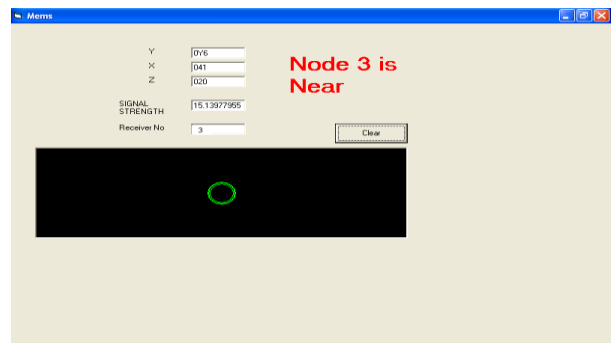 Mems
Y 0Y6
X 041
Z 020
SIGNAL
STRENGTH 15.13977955
Receiver No 3
Node 3 is
Near
Clear